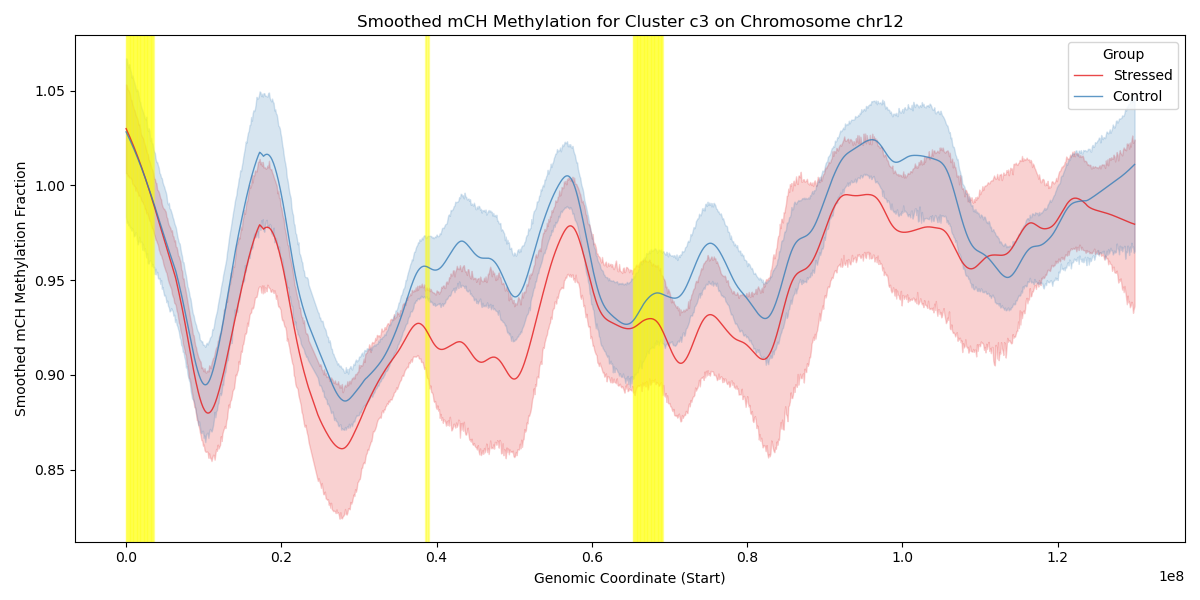 Smoothed mCH Methylation for Cluster c3 on Chromosome chr12
Group
Stressed
Control
Smoothed mCH Methylation Fraction
1.05
1.00
0.95
0.90
0.85
0.0
0.2
0.4
0.6
0.8
1.0
1.2
1e8
Genomic Coordinate (Start)